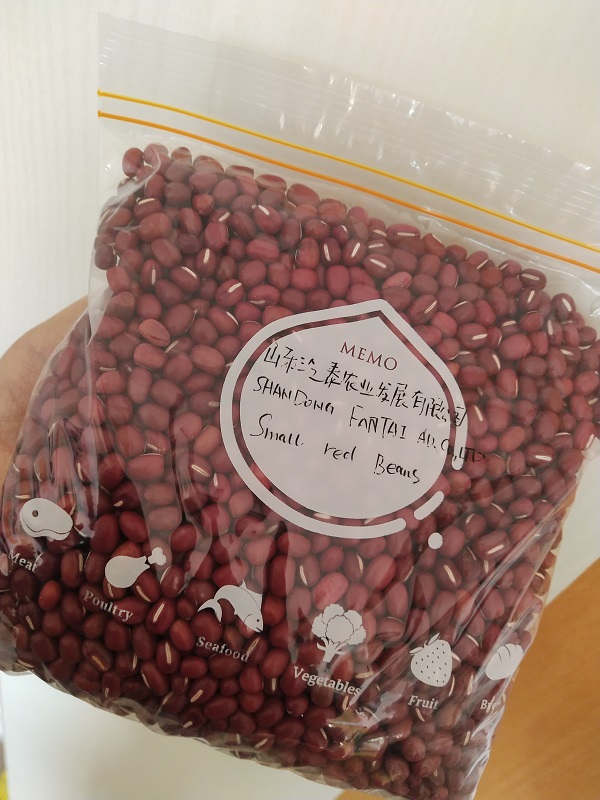 MEMO
山东泛泰农业发展有限公司
SHANDONG FANTAI AD. CO., LTD
Small red Beans
Meat
Poultry
Seafood
Vegetables
Fruit